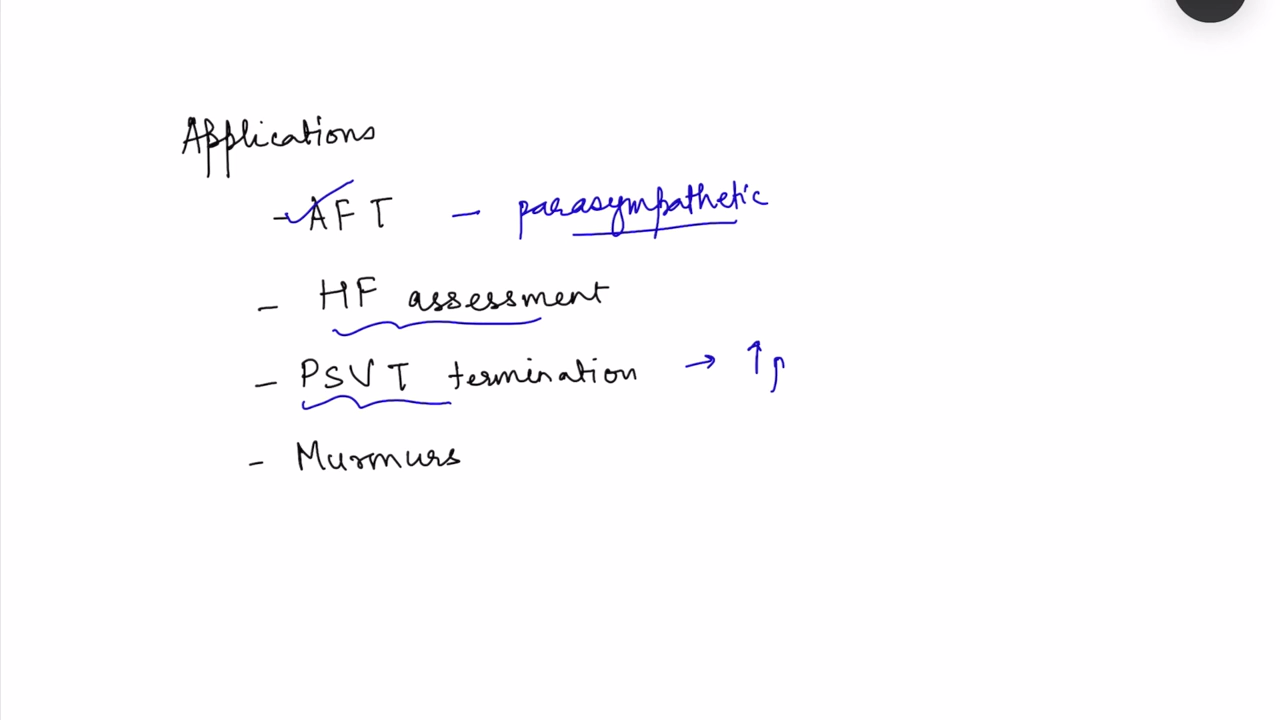 Applications
- AFT - parasympathetic
- HF assessment
- PSVT termination → ↑ p
- Murmurs